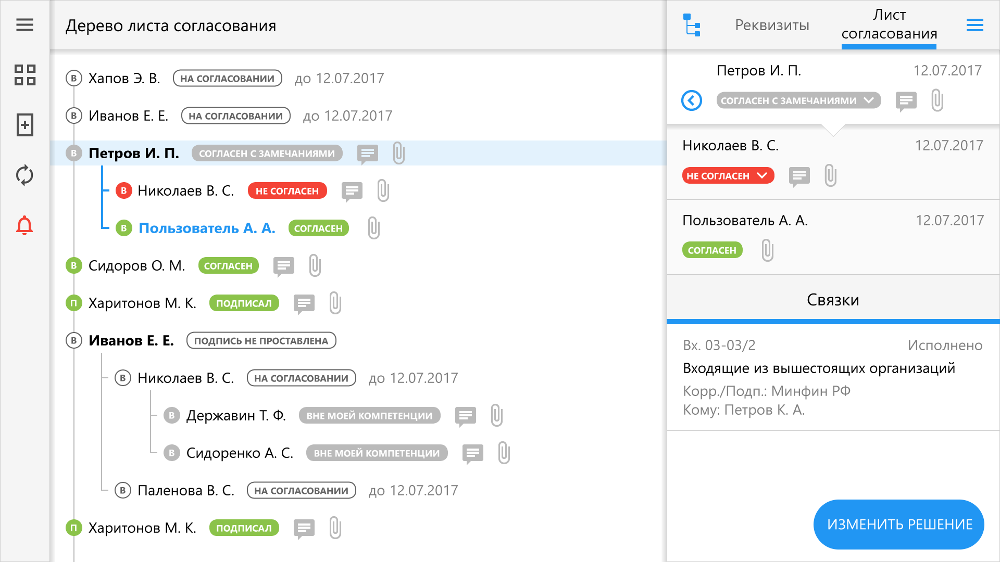 Дерево листа согласования
В Хапов Э. В. НА СОГЛАСОВАНИИ до 12.07.2017
В Иванов Е. Е. НА СОГЛАСОВАНИИ до 12.07.2017
В Петров И. П. СОГЛАСЕН С ЗАМЕЧАНИЯМИ
В Николаев В. С. НЕ СОГЛАСЕН
В Пользователь А. А. СОГЛАСЕН
В Сидоров О. М. СОГЛАСЕН
П Харитонов М. К. ПОДПИСАЛ
В Иванов Е. Е. ПОДПИСЬ НЕ ПРОСТАВЛЕНА
В Николаев В. С. НА СОГЛАСОВАНИИ до 12.07.2017
В Державин Т. Ф. ВНЕ МОЕЙ КОМПЕТЕНЦИИ
В Сидоренко А. С. ВНЕ МОЕЙ КОМПЕТЕНЦИИ
В Паленова В. С. НА СОГЛАСОВАНИИ до 12.07.2017
П Харитонов М. К. ПОДПИСАЛ
Реквизиты
Лист
согласования
Петров И. П. 12.07.2017
СОГЛАСЕН С ЗАМЕЧАНИЯМИ
Николаев В. С. 12.07.2017
НЕ СОГЛАСЕН
Пользователь А. А. 12.07.2017
СОГЛАСЕН
Связки
Вх. 03-03/2 Исполнено
Входящие из вышестоящих организаций
Корр./Подп.: Минфин РФ
Кому: Петров К. А.
ИЗМЕНИТЬ РЕШЕНИЕ